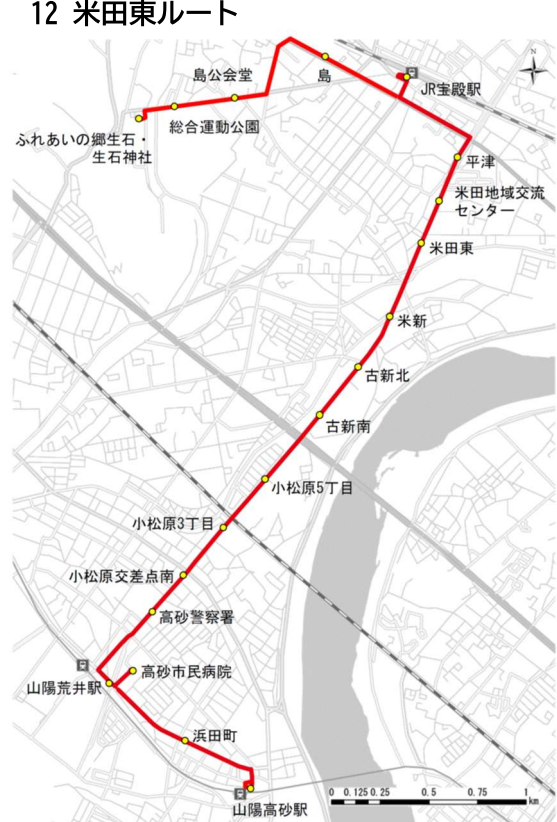 12 米田東ルート
N
島公会堂
島
JR宝殿駅
総合運動公園
ふれあいの郷生石・
生石神社
平津
米田地域交流
センター
米田東
米新
古新北
古新南
小松原5丁目
小松原3丁目
小松原交差点南
高砂警察署
高砂市民病院
山陽荒井駅
浜田町
山陽高砂駅
0 0.125 0.25 0.5 0.75 1
km